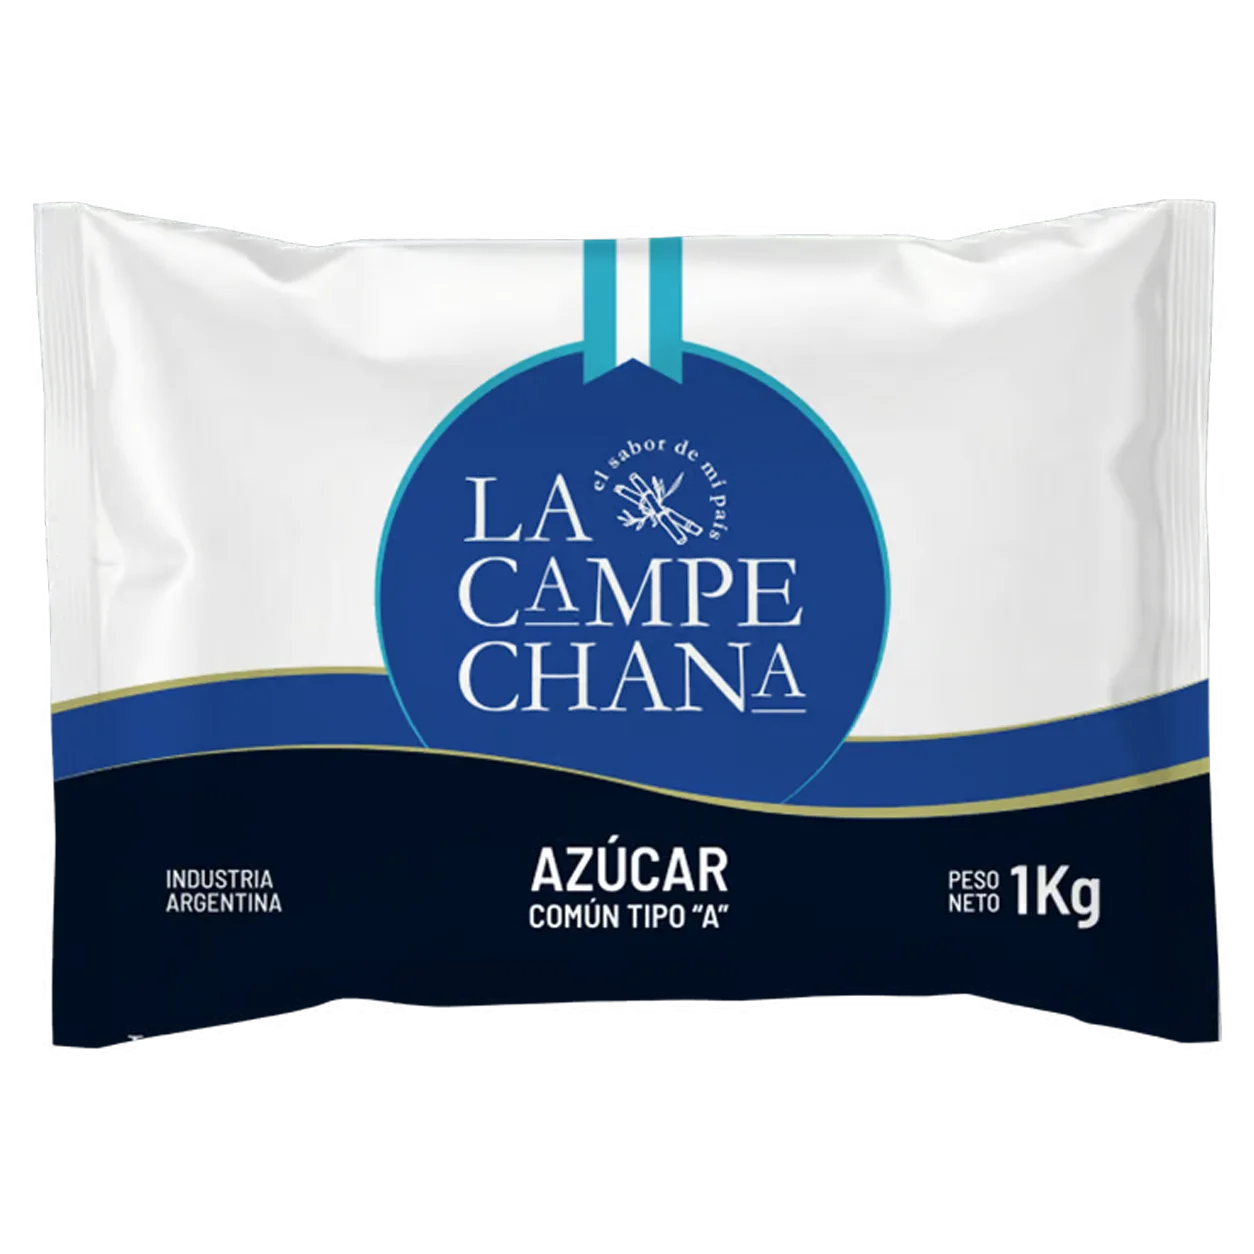 el sabor de mi país
LA
CAMPE
CHANA
INDUSTRIA
ARGENTINA
AZÚCAR
COMÚN TIPO “A”
PESO
NETO
1Kg